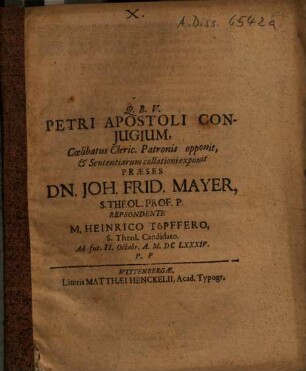 X.
A. Diss. 6542a
Q. B. V.
PETRI APOSTOLI CON-
JUGIUM,
Cœlibatus Cleric. Patronis opponit,
& Sententiarum collationi exponit
PRÆSES
DN. JOH. FRID. MAYER,
S. THEOL. PROF. P.
REPSONDENTE
M. HEINRICO TöPFFERO,
S. Theol. Candidato.
Ad fut. II. Octobr. A. M. DC LXXXIV.
P. P
WITTENBERGÆ,
Literis MATTHÆI HENCKELII, Acad. Typogr.